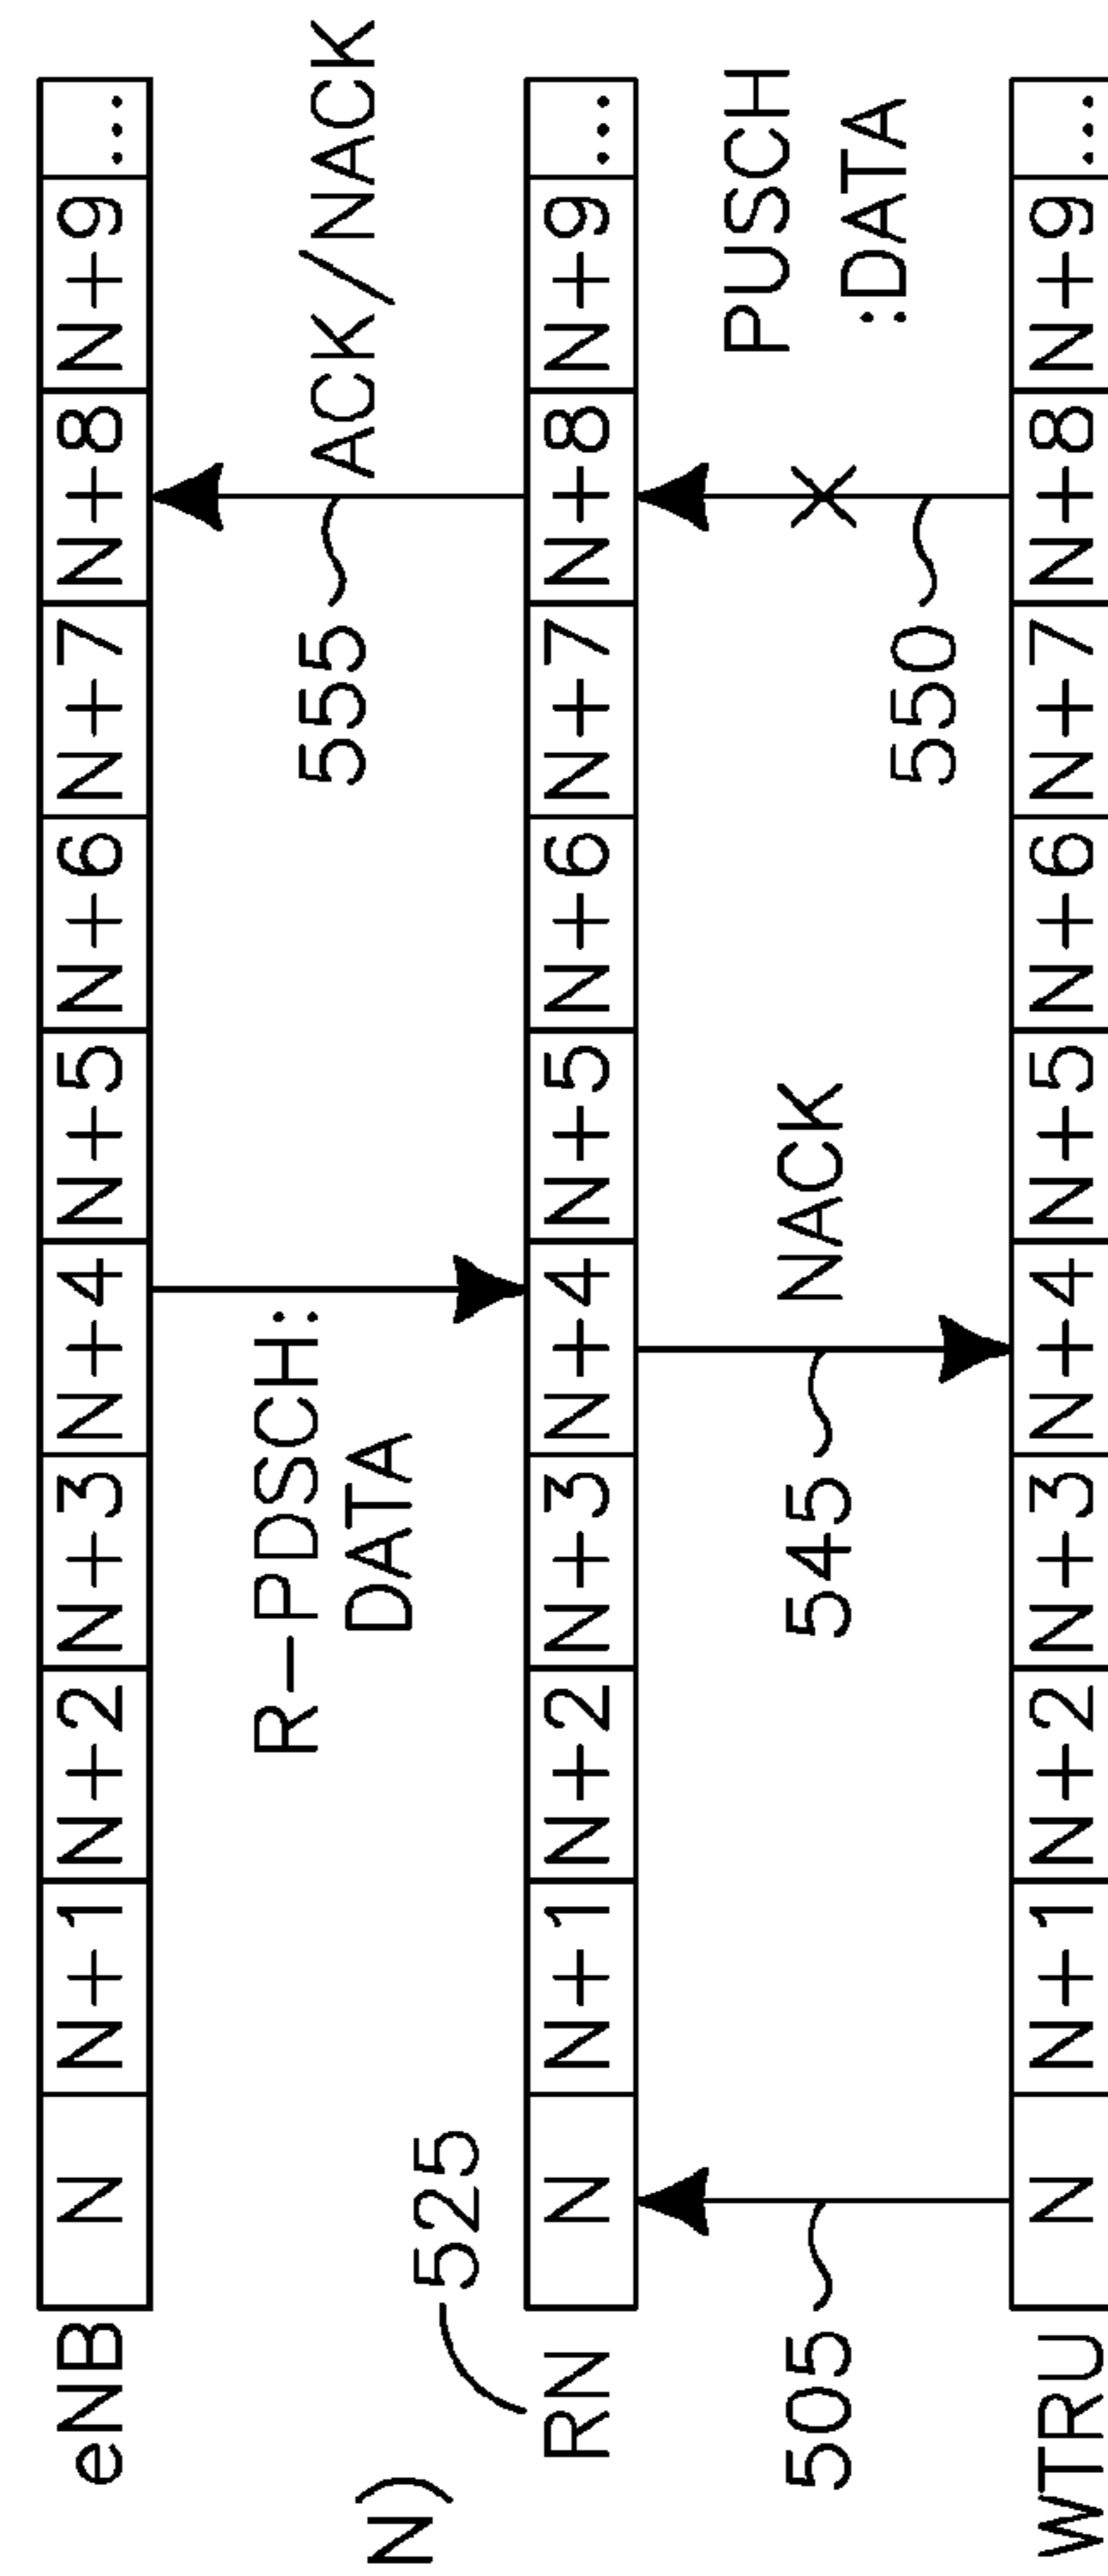 eNB N N+1 N+2 N+3 N+4 N+5 N+6 N+7 N+8 N+9 ...
R-PDSCH:
DATA
555
ACK/NACK
N)
525
RN N N+1 N+2 N+3 N+4 N+5 N+6 N+7 N+8 N+9 ...
505
545
NACK
550
PUSCH
:DATA
WTRU N N+1 N+2 N+3 N+4 N+5 N+6 N+7 N+8 N+9 ...